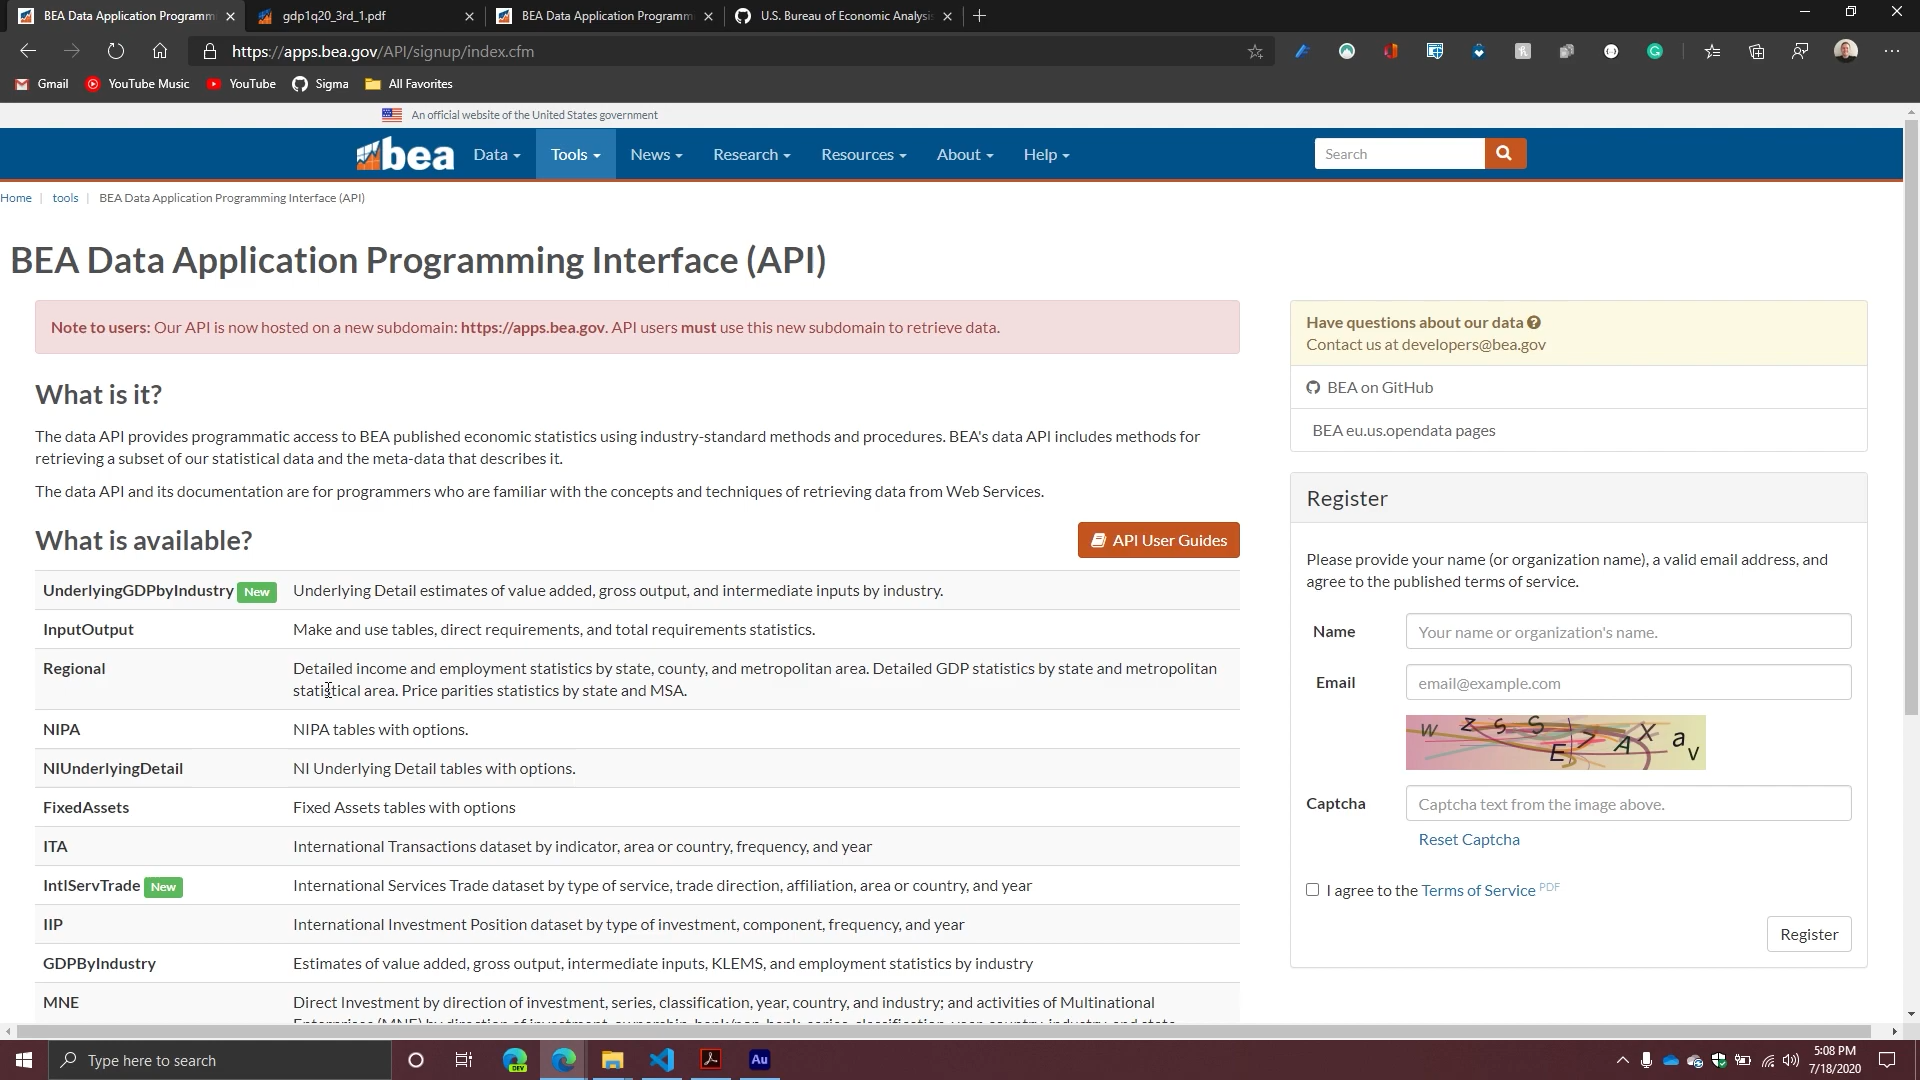 BEA Data Application Programm
gdp1q20_3rd_1.pdf
BEA Data Application Programm
U.S. Bureau of Economic Analysis
https://apps.bea.gov/API/signup/index.cfm
Gmail
YouTube Music
YouTube
Sigma
All Favorites
An official website of the United States government
bea
Data
Tools
News
Research
Resources
About
Help
Search
Home | tools | BEA Data Application Programming Interface (API)
BEA Data Application Programming Interface (API)
Note to users: Our API is now hosted on a new subdomain: https://apps.bea.gov. API users must use this new subdomain to retrieve data.
What is it?
The data API provides programmatic access to BEA published economic statistics using industry-standard methods and procedures. BEA's data API includes methods for
retrieving a subset of our statistical data and the meta-data that describes it.
The data API and its documentation are for programmers who are familiar with the concepts and techniques of retrieving data from Web Services.
What is available?
API User Guides
UnderlyingGDPbyIndustry New Underlying Detail estimates of value added, gross output, and intermediate inputs by industry.
InputOutput Make and use tables, direct requirements, and total requirements statistics.
Regional Detailed income and employment statistics by state, county, and metropolitan area. Detailed GDP statistics by state and metropolitan
statistical area. Price parities statistics by state and MSA.
NIPA NIPA tables with options.
NIUnderlyingDetail NI Underlying Detail tables with options.
FixedAssets Fixed Assets tables with options
ITA International Transactions dataset by indicator, area or country, frequency, and year
IntlServTrade New International Services Trade dataset by type of service, trade direction, affiliation, area or country, and year
IIP International Investment Position dataset by type of investment, component, frequency, and year
GDPByIndustry Estimates of value added, gross output, intermediate inputs, KLEMS, and employment statistics by industry
MNE Direct Investment by direction of investment, series, classification, year, country, and industry; and activities of Multinational
Have questions about our data
Contact us at developers@bea.gov
BEA on GitHub
BEA eu.us.opendata pages
Register
Please provide your name (or organization name), a valid email address, and
agree to the published terms of service.
Name
Your name or organization's name.
Email
email@example.com
Captcha
Captcha text from the image above.
Reset Captcha
I agree to the Terms of Service PDF
Register
Type here to search
DEV
Au
5:08 PM
7/18/2020